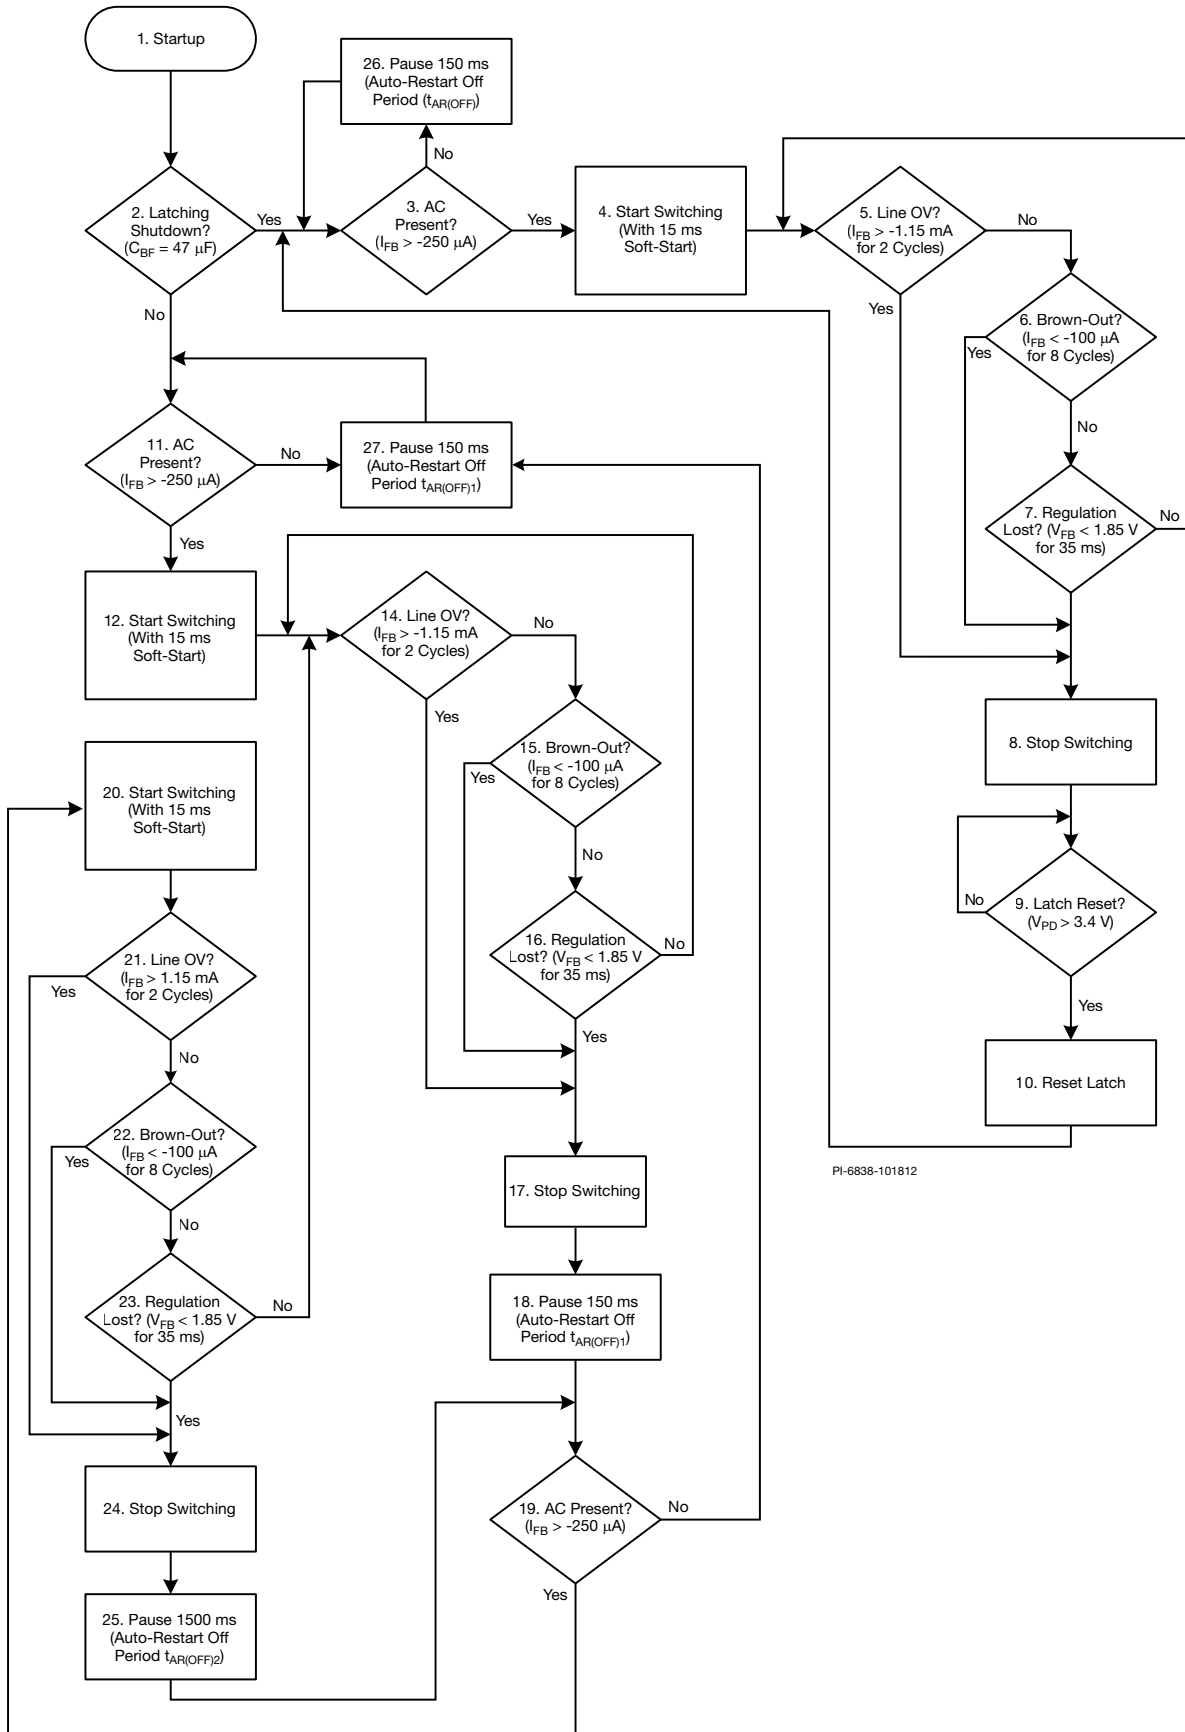 1. Startup
26. Pause 150 ms
(Auto-Restart Off
Period (tAR(OFF))
No
2. Latching
Shutdown?
(CBF = 47 µF)
Yes
3. AC
Present?
(IFB > -250 µA)
Yes
4. Start Switching
(With 15 ms
Soft-Start)
5. Line OV?
(IFB > -1.15 mA
for 2 Cycles)
No
No
Yes
6. Brown-Out?
(IFB < -100 µA
for 8 Cycles)
Yes
No
11. AC
Present?
(IFB > -250 µA)
No
27. Pause 150 ms
(Auto-Restart Off
Period tAR(OFF)1)
7. Regulation
Lost? (VFB < 1.85 V
for 35 ms)
No
Yes
Yes
12. Start Switching
(With 15 ms
Soft-Start)
14. Line OV?
(IFB > -1.15 mA
for 2 Cycles)
No
Yes
8. Stop Switching
15. Brown-Out?
(IFB < -100 µA
for 8 Cycles)
Yes
No
20. Start Switching
(With 15 ms
Soft-Start)
9. Latch Reset?
(VPD > 3.4 V)
No
Yes
16. Regulation
Lost? (VFB < 1.85 V
for 35 ms)
No
Yes
21. Line OV?
(IFB > 1.15 mA
for 2 Cycles)
Yes
No
10. Reset Latch
22. Brown-Out?
(IFB < -100 µA
for 8 Cycles)
Yes
No
PI-6838-101812
17. Stop Switching
23. Regulation
Lost? (VFB < 1.85 V
for 35 ms)
No
Yes
18. Pause 150 ms
(Auto-Restart Off
Period tAR(OFF)1)
24. Stop Switching
19. AC Present?
(IFB > -250 µA)
No
Yes
25. Pause 1500 ms
(Auto-Restart Off
Period tAR(OFF)2)